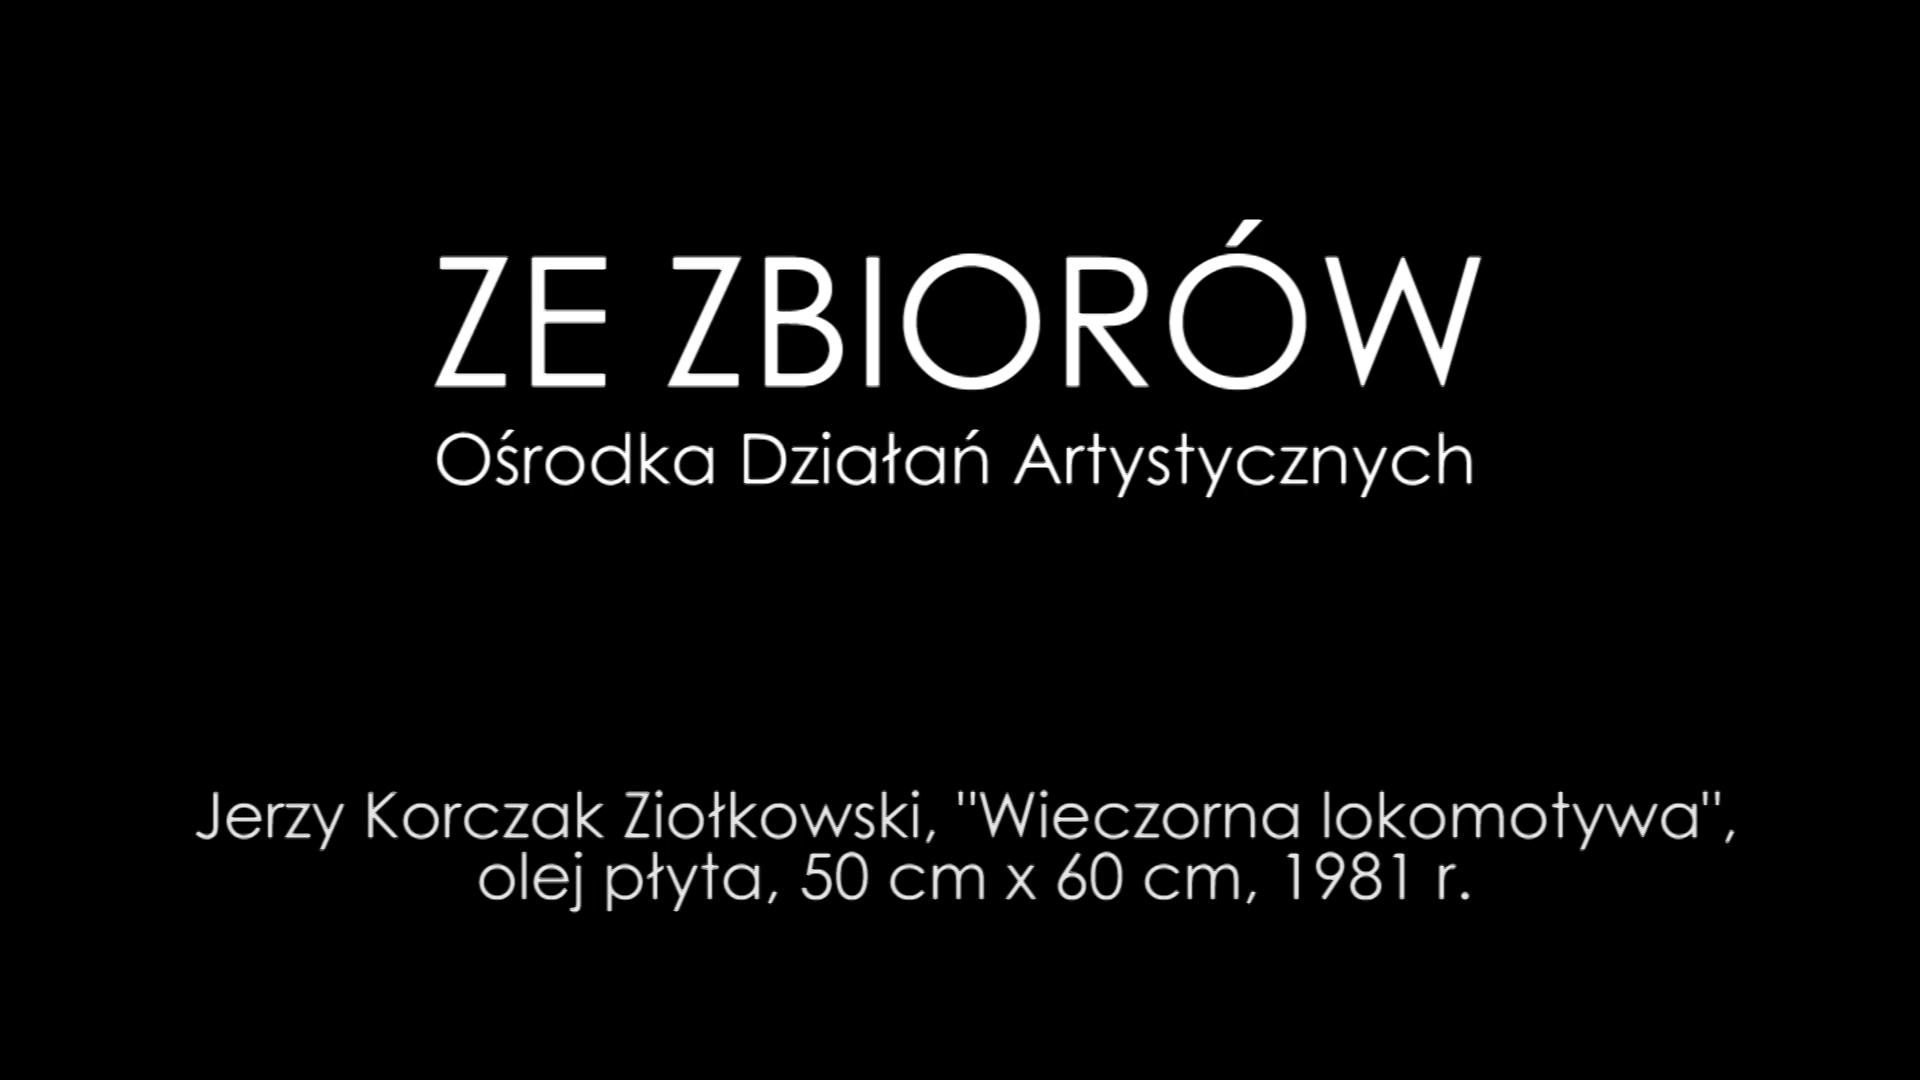 ZE ZBIORÓW
Ośrodka Działań Artystycznych
Jerzy Korczak Ziołkowski, "Wieczorna lokomotywa",
olej płyta, 50 cm x 60 cm, 1981 r.